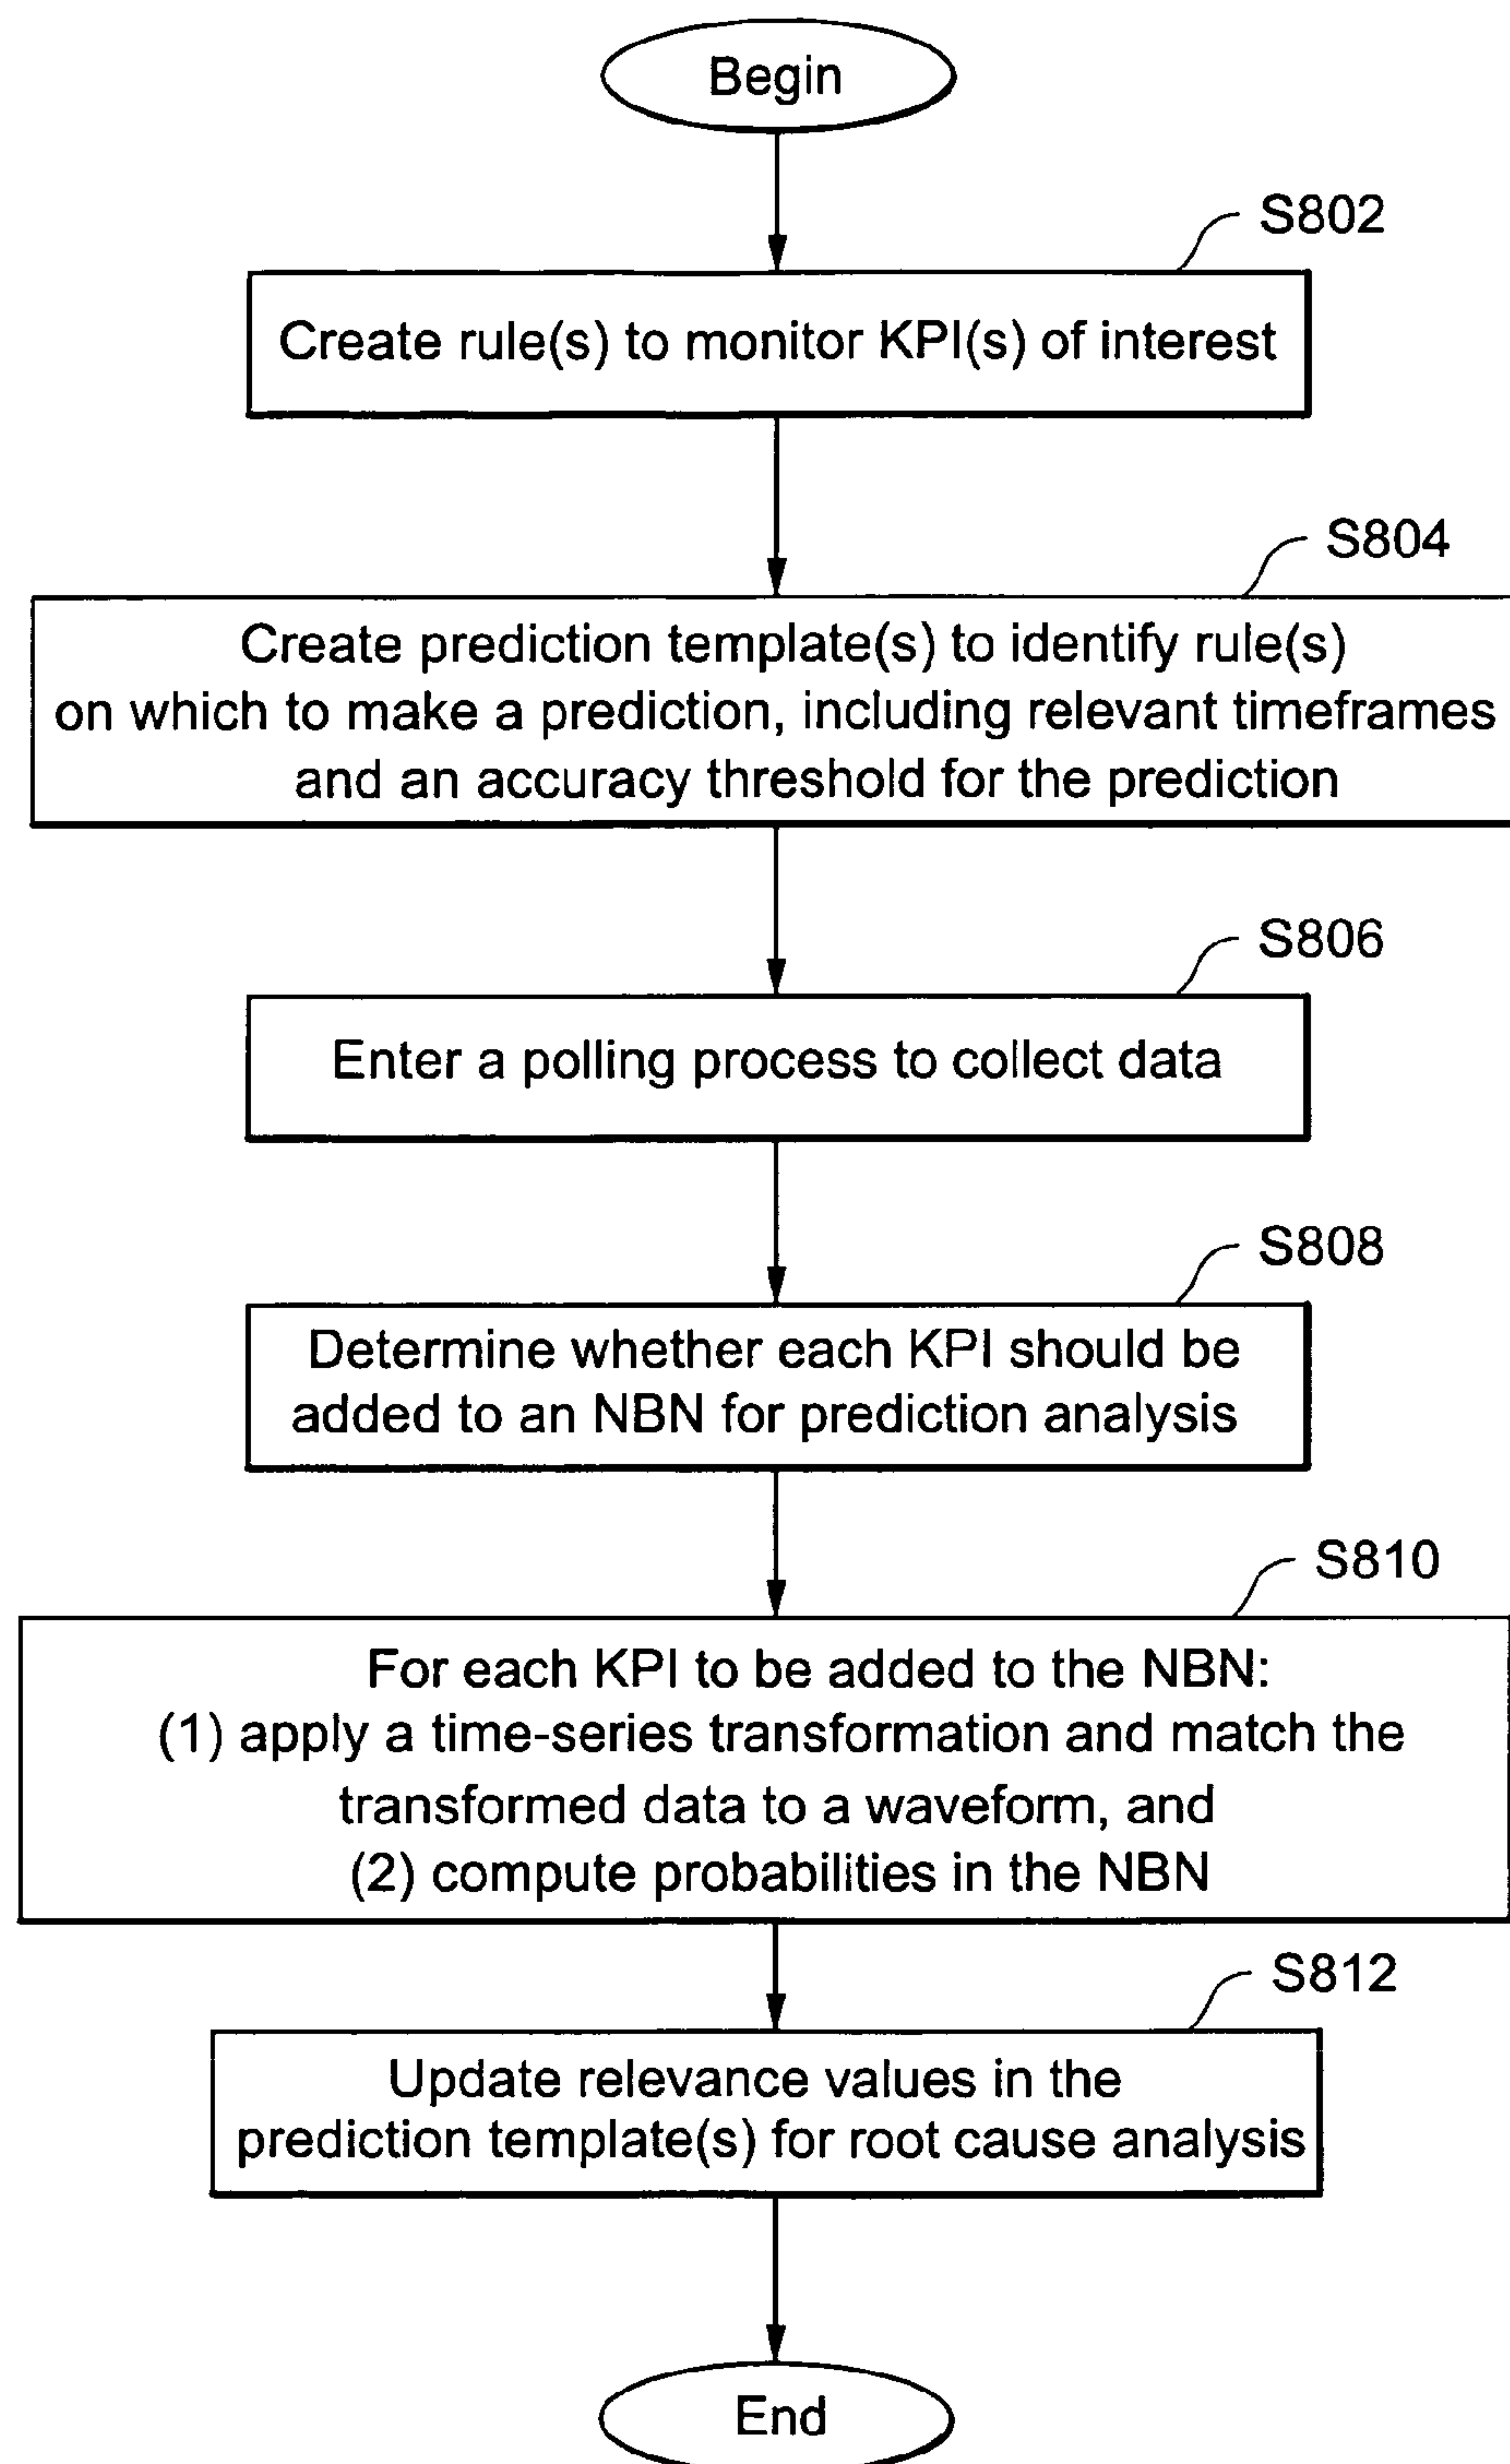 Begin
S802
Create rule(s) to monitor KPI(s) of interest
S804
Create prediction template(s) to identify rule(s)
on which to make a prediction, including relevant timeframes
and an accuracy threshold for the prediction
S806
Enter a polling process to collect data
S808
Determine whether each KPI should be
added to an NBN for prediction analysis
S810
For each KPI to be added to the NBN:
(1) apply a time-series transformation and match the
transformed data to a waveform, and
(2) compute probabilities in the NBN
S812
Update relevance values in the
prediction template(s) for root cause analysis
End